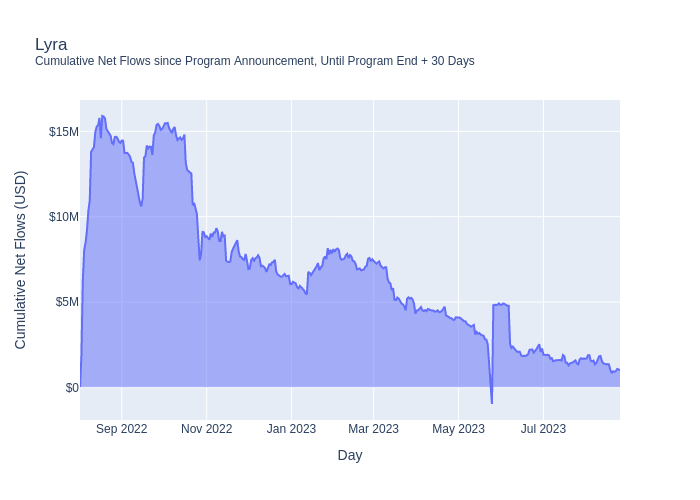 Lyra
Cumulative Net Flows since Program Announcement, Until Program End + 30 Days
Cumulative Net Flows (USD)
$15M
$10M
$5M
$0
Sep 2022 Nov 2022 Jan 2023 Mar 2023 May 2023 Jul 2023
Day